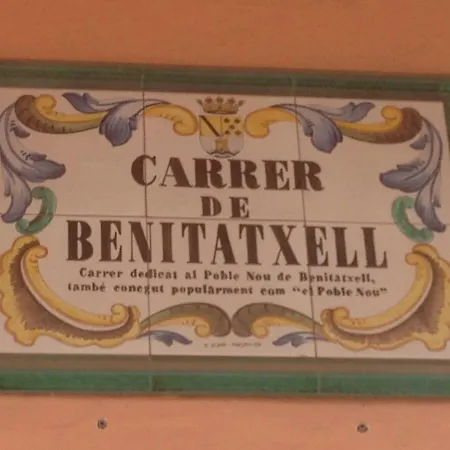 CARRER
DE
BENITATXELL
Carrer dedicat al Poble Nou de Benitatxell,
també conegut popularment com "el Poble Nou"